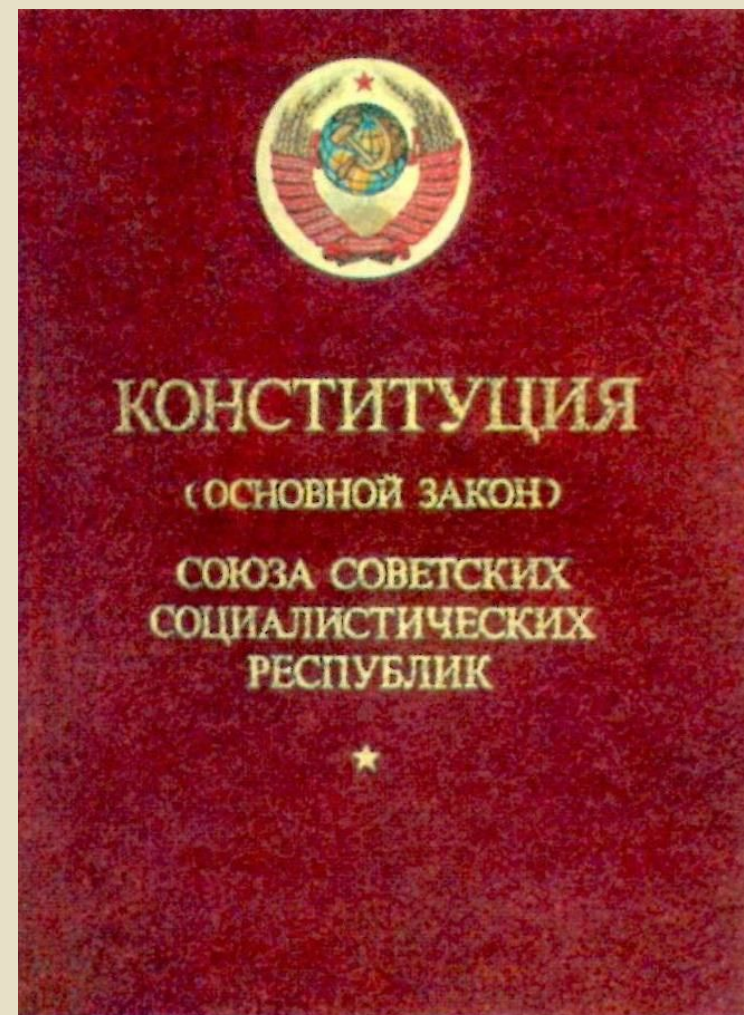 КОНСТИТУЦИЯ
(ОСНОВНОЙ ЗАКОН)
СОЮЗА СОВЕТСКИХ
СОЦИАЛИСТИЧЕСКИХ
РЕСПУБЛИК